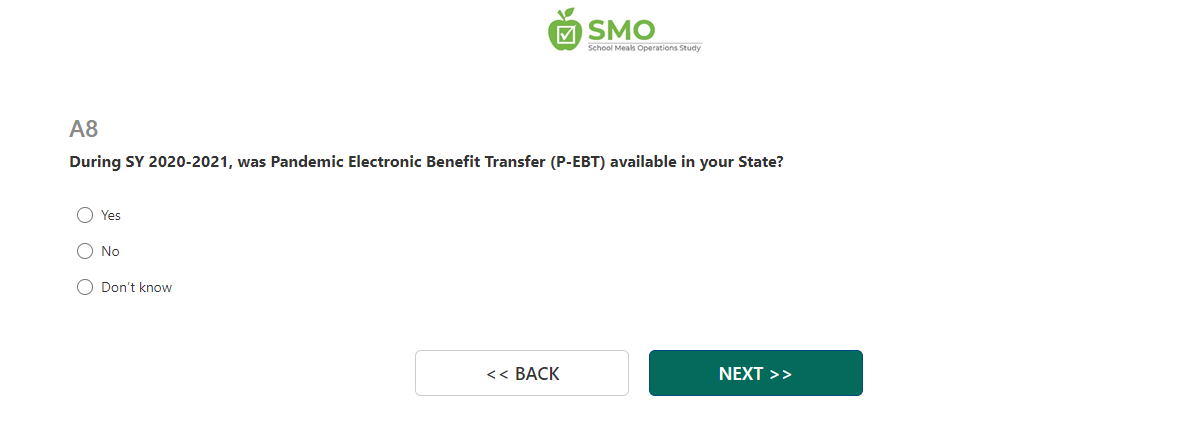 SMO
School Meals Operations Study
A8
During SY 2020-2021, was Pandemic Electronic Benefit Transfer (P-EBT) available in your State?
Yes
No
Don't know
<< BACK
NEXT >>